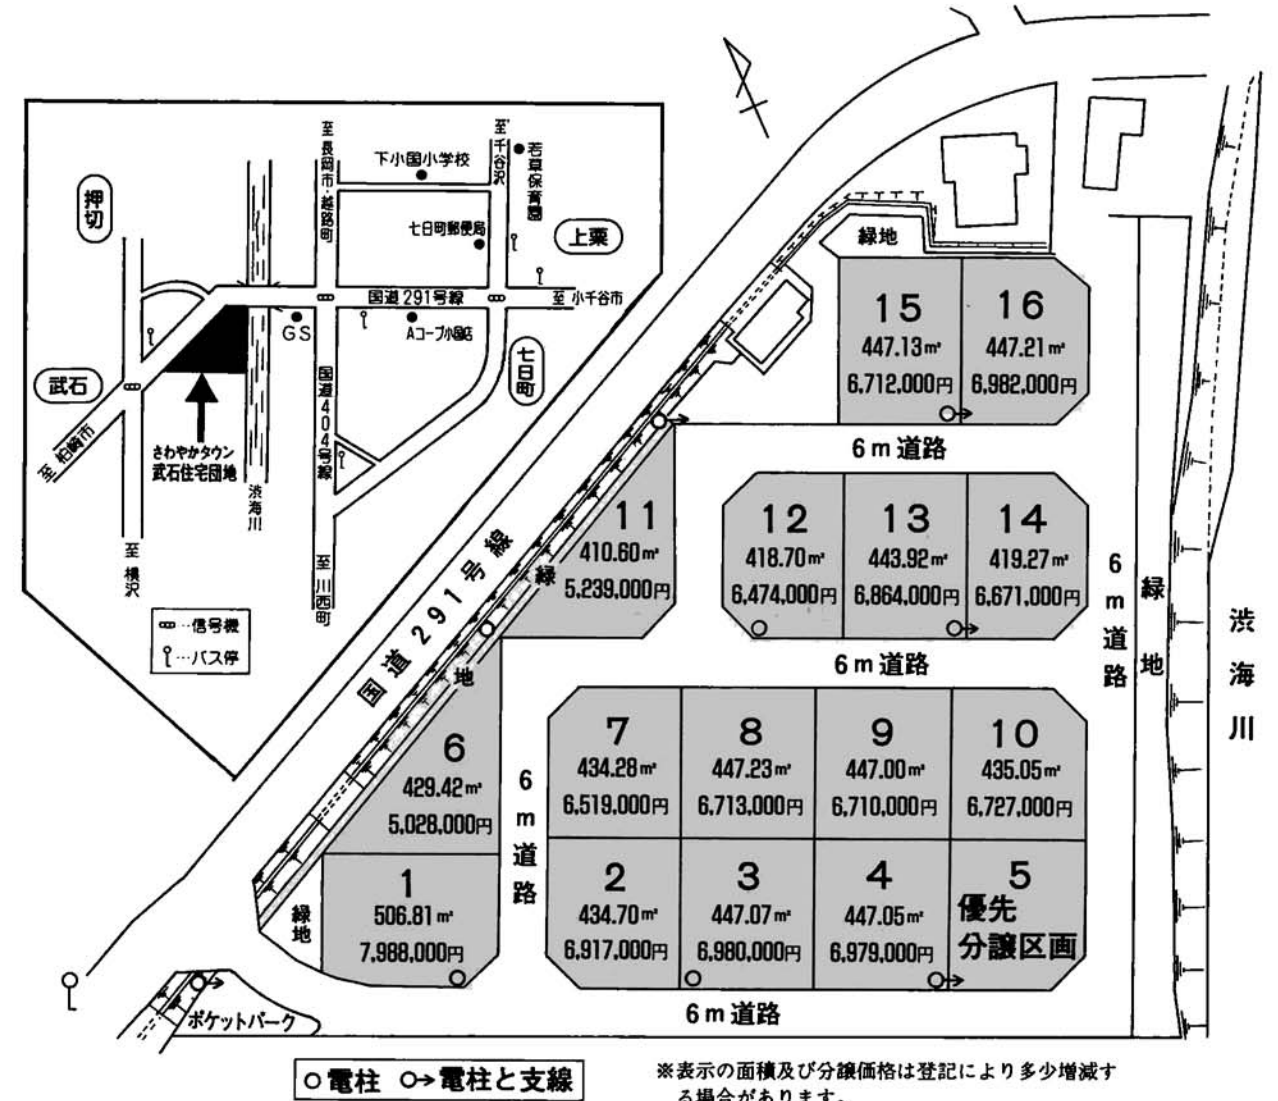 至長岡市・越路町
至千谷沢
若草保育園
下小国小学校
押切
七日町郵便局
上栗
国道291号線
至小千谷市
GS
Aコープ小国店
七日町
武石
国道404号線
至柏崎市
さわやかタウン
武石住宅団地
渋海川
至横沢
至川西町
…信号機
…バス停
国道291号線
緑地
緑地
15
447.13㎡
6,712,000円
16
447.21㎡
6,982,000円
6m道路
11
410.60㎡
5,239,000円
12
418.70㎡
6,474,000円
13
443.92㎡
6,864,000円
14
419.27㎡
6,671,000円
6m道路
6m道路
緑地
渋海川
6
429.42㎡
5,028,000円
6m道路
7
434.28㎡
6,519,000円
8
447.23㎡
6,713,000円
9
447.00㎡
6,710,000円
10
435.05㎡
6,727,000円
緑地
1
506.81㎡
7,988,000円
2
434.70㎡
6,917,000円
3
447.07㎡
6,980,000円
4
447.05㎡
6,979,000円
5
優先
分譲区画
6m道路
ポケットパーク
電柱 電柱と支線
※表示の面積及び分譲価格は登記により多少増減す
る場合があります。